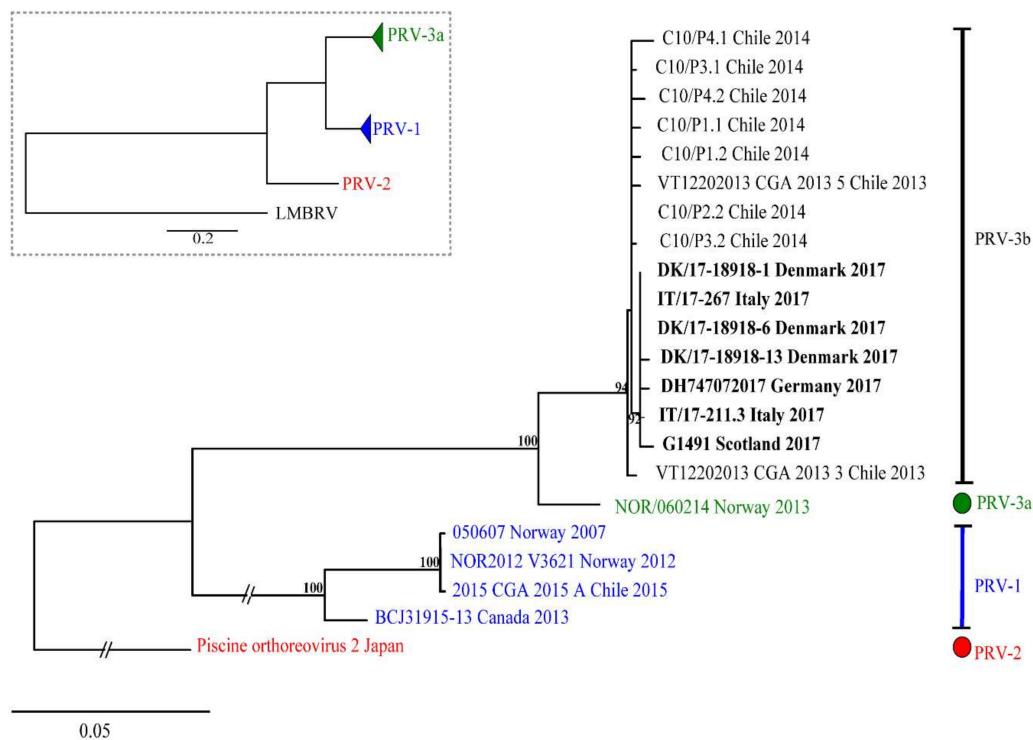 PRV-3a
PRV-1
PRV-2
LMBRV
0.2
C10/P4.1 Chile 2014
C10/P3.1 Chile 2014
C10/P4.2 Chile 2014
C10/P1.1 Chile 2014
C10/P1.2 Chile 2014
VT12202013 CGA 2013 5 Chile 2013
C10/P2.2 Chile 2014
C10/P3.2 Chile 2014
DK/17-18918-1 Denmark 2017
IT/17-267 Italy 2017
DK/17-18918-6 Denmark 2017
DK/17-18918-13 Denmark 2017
DH747072017 Germany 2017
IT/17-211.3 Italy 2017
G1491 Scotland 2017
VT12202013 CGA 2013 3 Chile 2013
NOR/060214 Norway 2013
050607 Norway 2007
NOR2012 V3621 Norway 2012
2015 CGA 2015 A Chile 2015
BCJ31915-13 Canada 2013
Piscine orthoreovirus 2 Japan
94
92
100
100
100
PRV-3b
PRV-3a
PRV-1
PRV-2
0.05